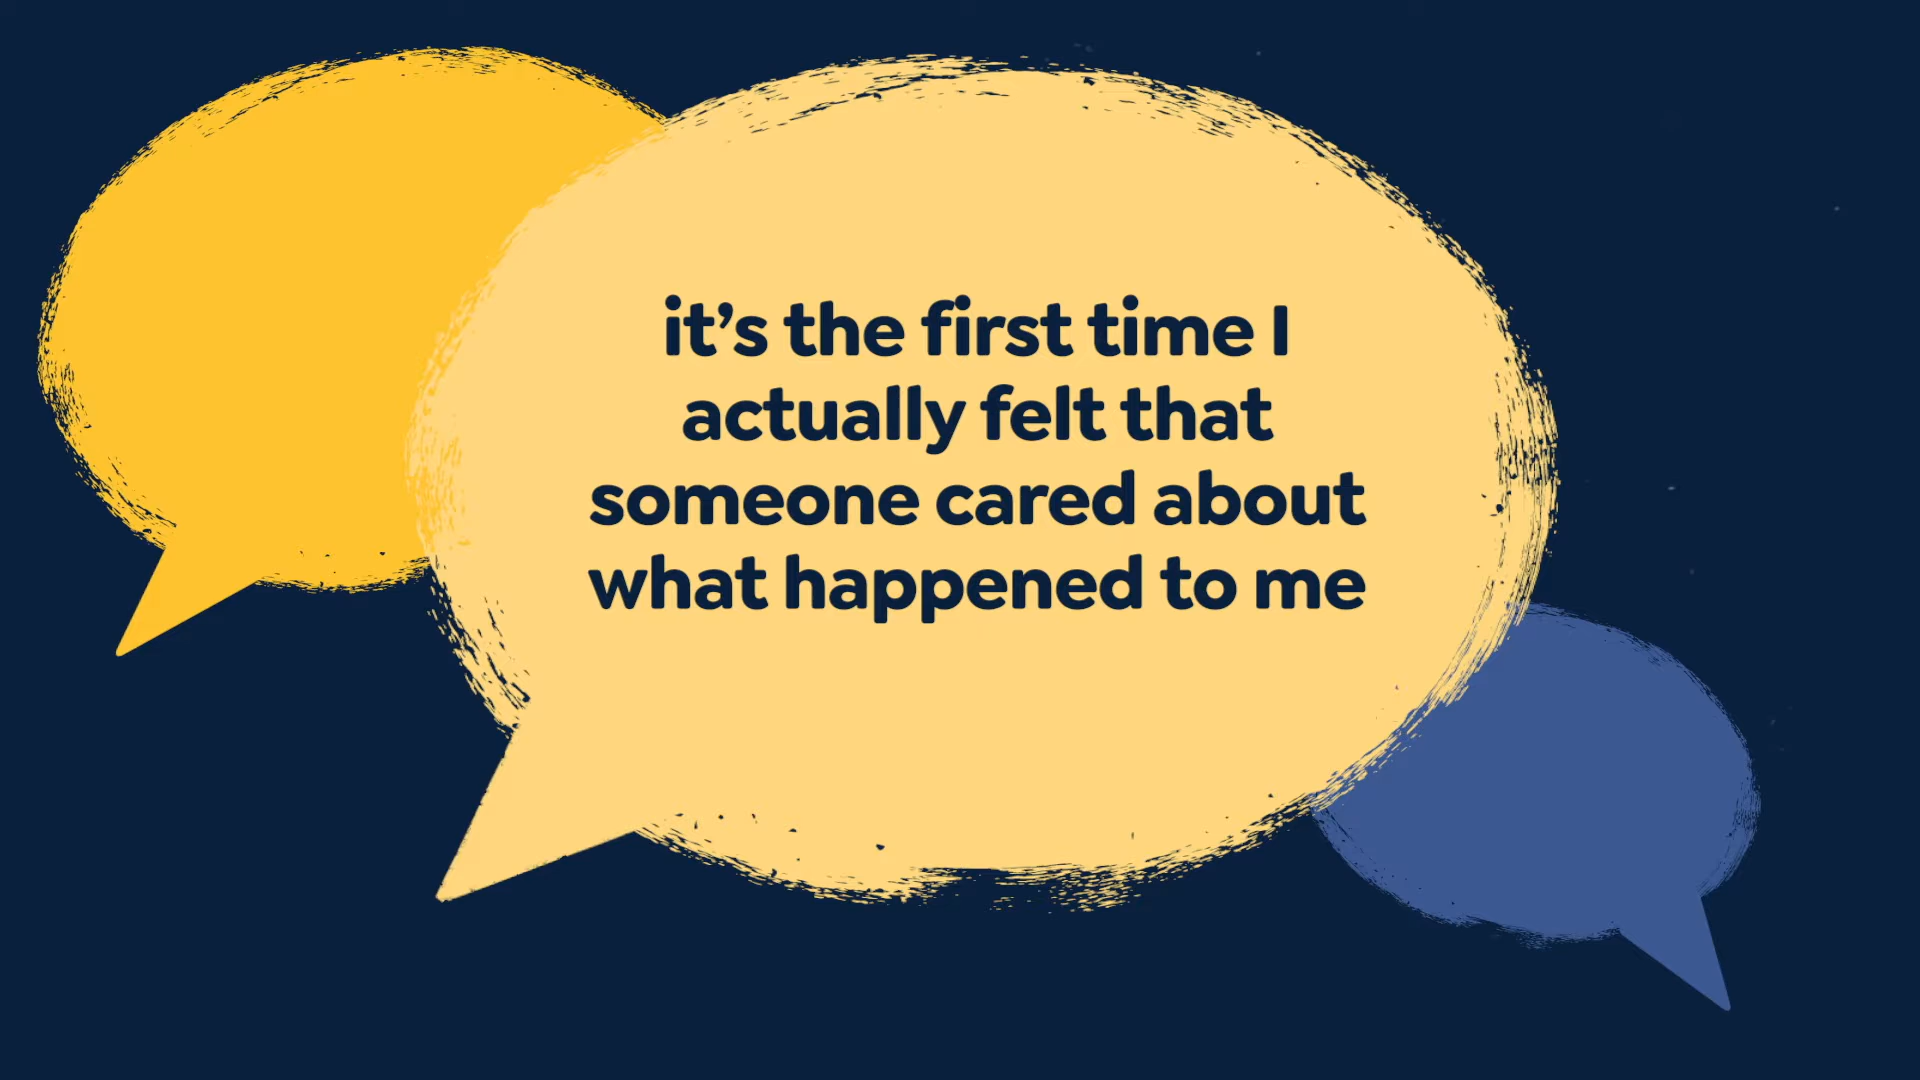 it’s the first time I
actually felt that
someone cared about
what happened to me